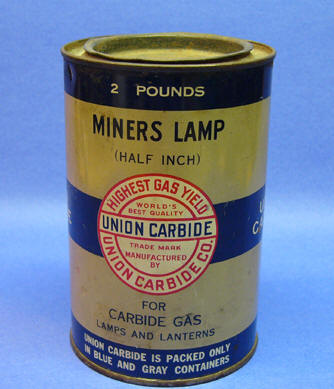 2 POUNDS
MINERS LAMP
(HALF INCH)
HIGHEST GAS YIELD
WORLD'S
BEST QUALITY
UNION CARBIDE
TRADE MARK
MANUFACTURED
BY
UNION CARBIDE CO.
FOR
CARBIDE GAS
LAMPS AND LANTERNS
UNION CARBIDE IS PACKED ONLY
IN BLUE AND GRAY CONTAINERS